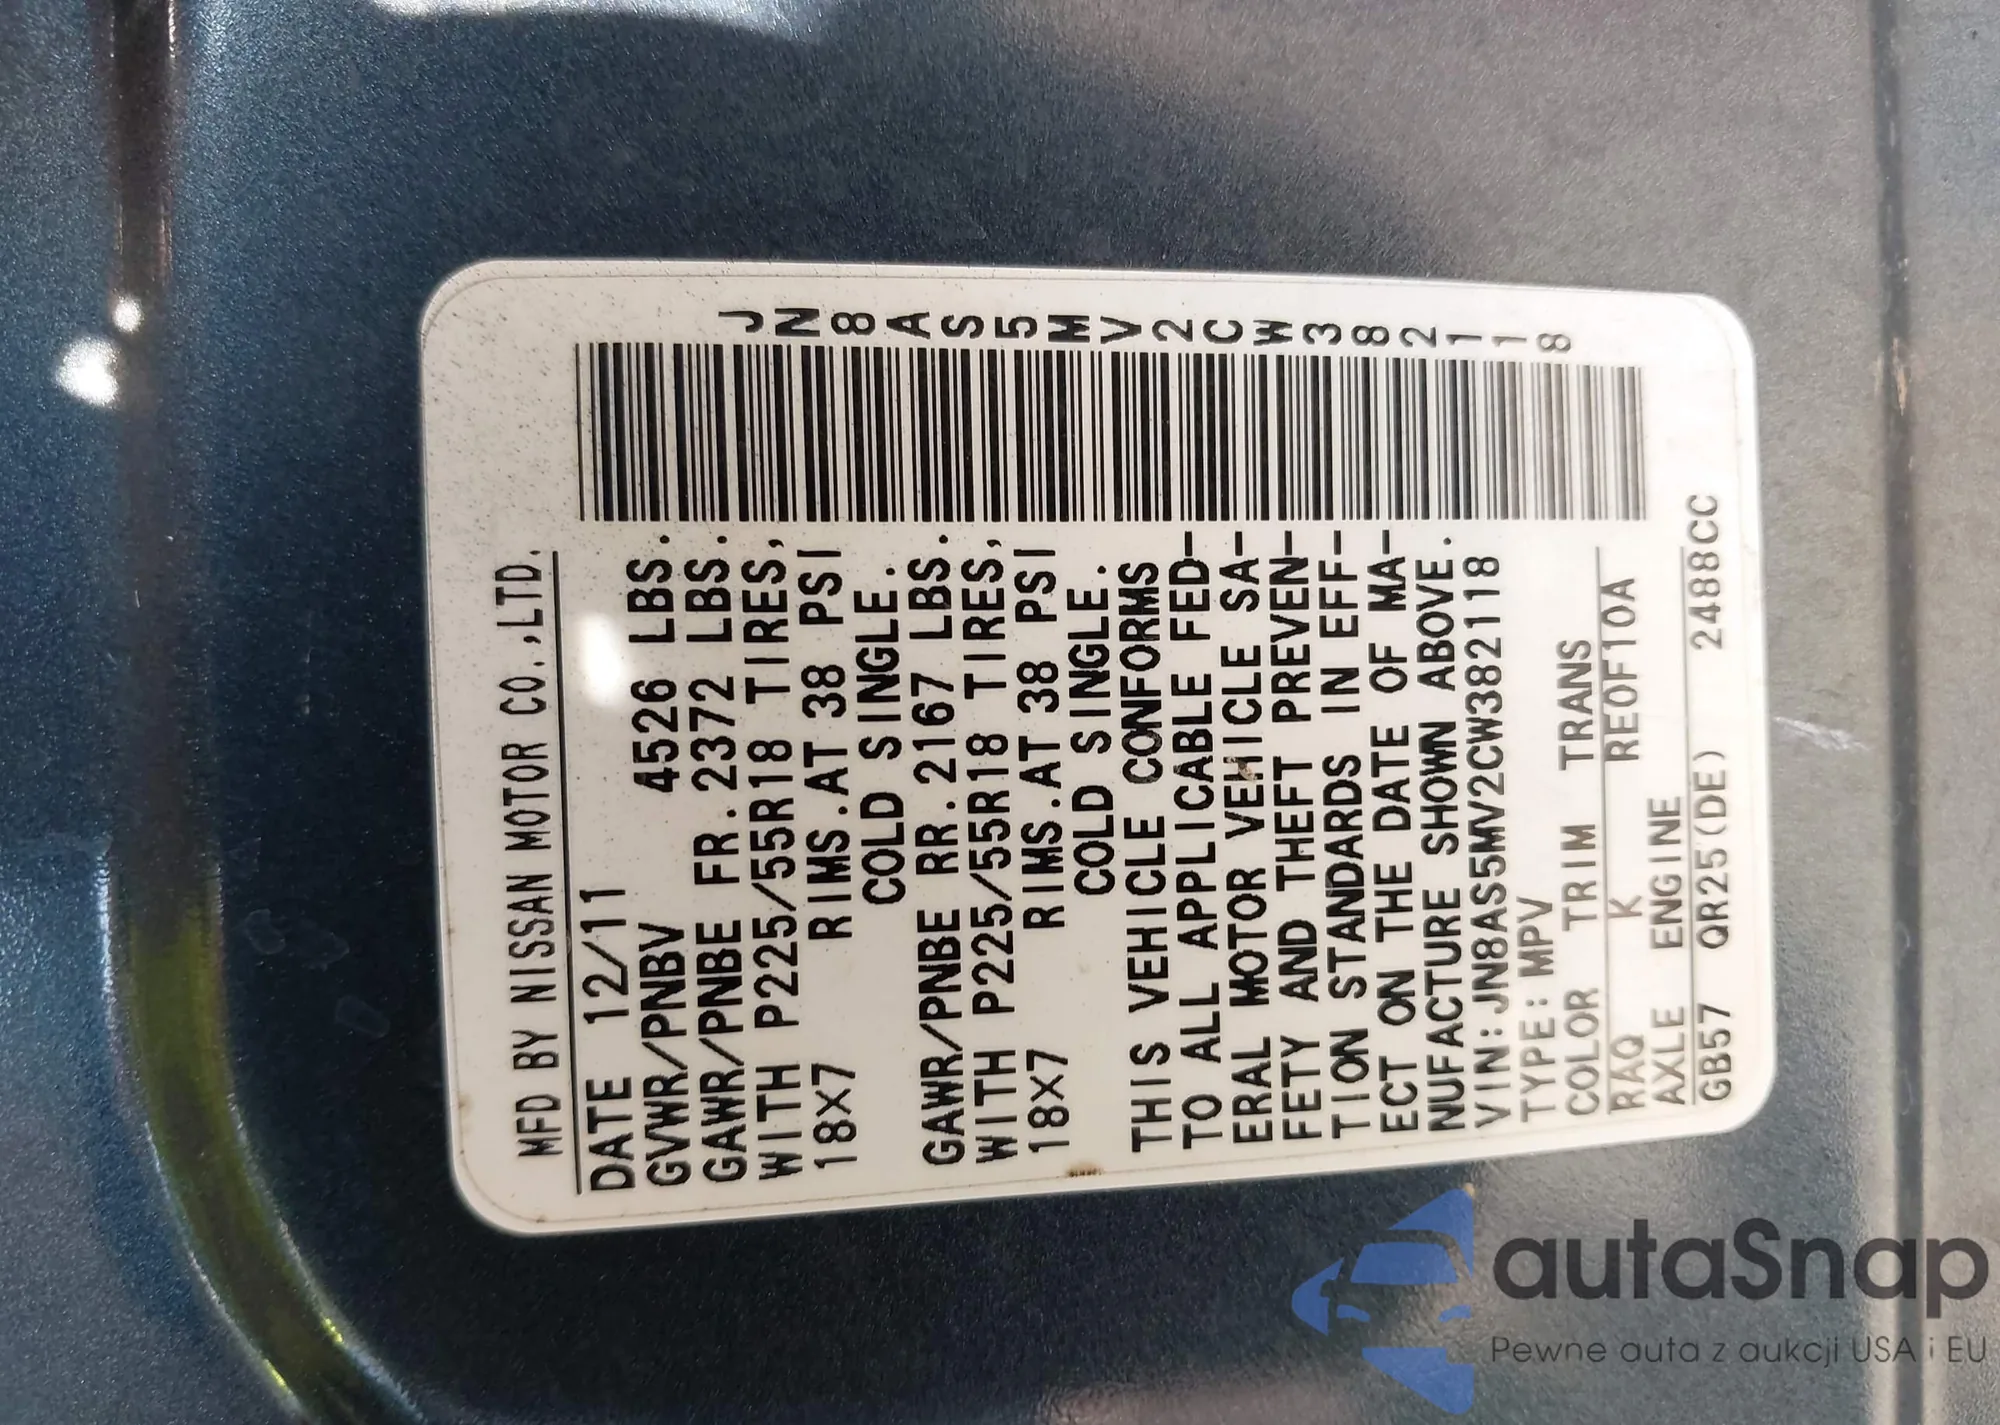 MFD BY NISSAN MOTOR CO.,LTD.
DATE 12/11
GVWR/PNBV 4526 LBS.
GAWR/PNBE FR.2372 LBS.
WITH P225/55R18 TIRES,
18×7 RIMS.AT 38 PSI
COLD SINGLE.
GAWR/PNBE RR.2167 LBS.
WITH P225/55R18 TIRES,
18×7 RIMS.AT 38 PSI
COLD SINGLE.
THIS VEHICLE CONFORMS
TO ALL APPLICABLE FED-
ERAL MOTOR VEHICLE SA-
FETY AND THEFT PREVEN-
TION STANDARDS IN EFF-
ECT ON THE DATE OF MA-
NUFACTURE SHOWN ABOVE.
VIN:JN8AS5MV2CW382118
TYPE:MPV
COLOR TRIM TRANS
RAQ K RE0F10A
AXLE ENGINE
GB57 QR25(DE) 2488CC
JN8AS5MV2CW382118
autaSnap
Pewne auta z aukcji USA i EU